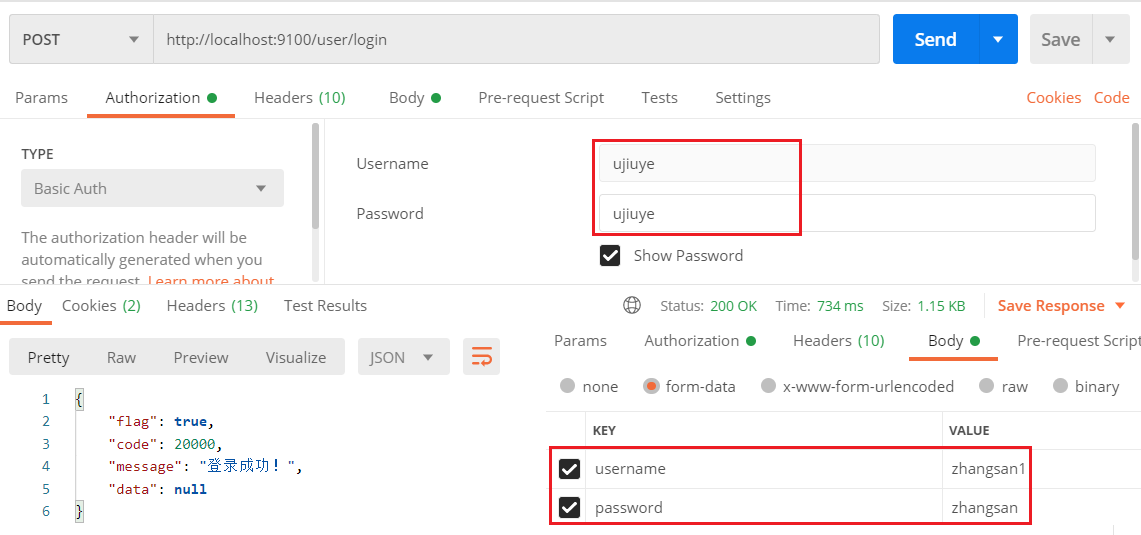 POST http://localhost:9100/user/login Send Save
Params Authorization Headers (10) Body Pre-request Script Tests Settings Cookies Code
TYPE
Basic Auth
The authorization header will be
automatically generated when you
send the request. Learn more about
Username ujiuye
Password ujiuye
Show Password
Body Cookies (2) Headers (13) Test Results Status: 200 OK Time: 734 ms Size: 1.15 KB Save Response
Pretty Raw Preview Visualize JSON
1 {
2 "flag": true,
3 "code": 20000,
4 "message": "登录成功!",
5 "data": null
6 }
Params Authorization Headers (10) Body Pre-request Script
none form-data x-www-form-urlencoded raw binary
KEY VALUE
username zhangsan1
password zhangsan